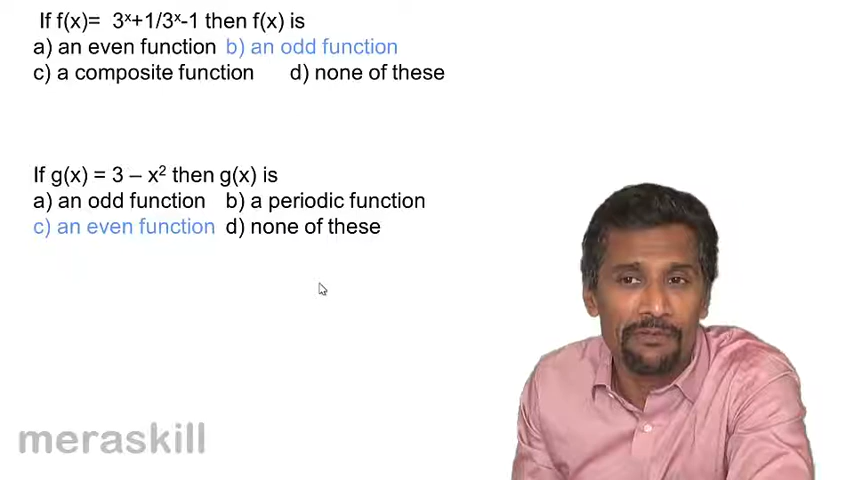 If f(x)= 3ˣ+1/3ˣ-1 then f(x) is
a) an even function b) an odd function
c) a composite function d) none of these
If g(x) = 3 – x² then g(x) is
a) an odd function b) a periodic function
c) an even function d) none of these
meraskill